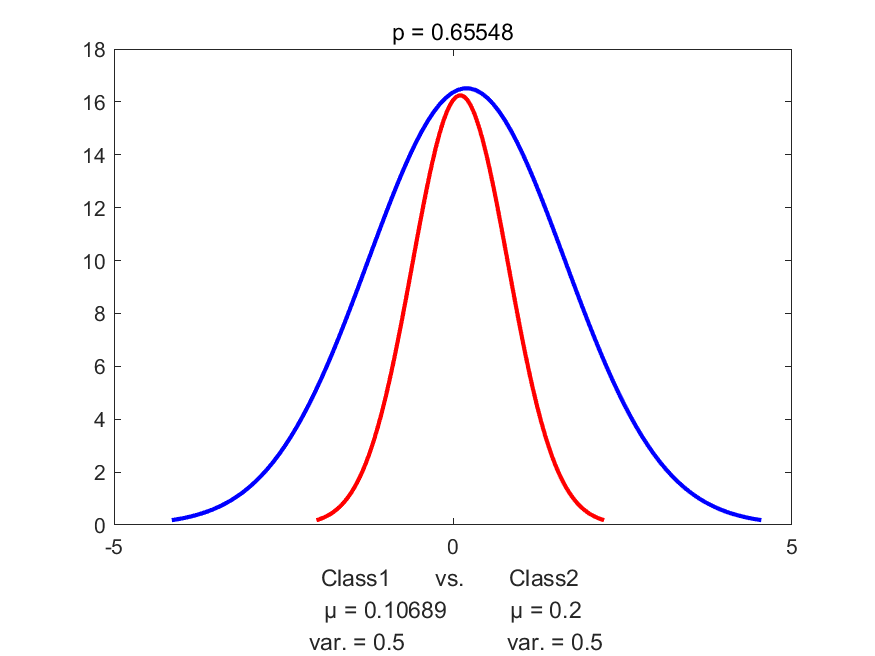 p = 0.65548
18
16
14
12
10
8
6
4
2
0
-5 0 5
Class1 vs. Class2
μ = 0.10689 μ = 0.2
var. = 0.5 var. = 0.5